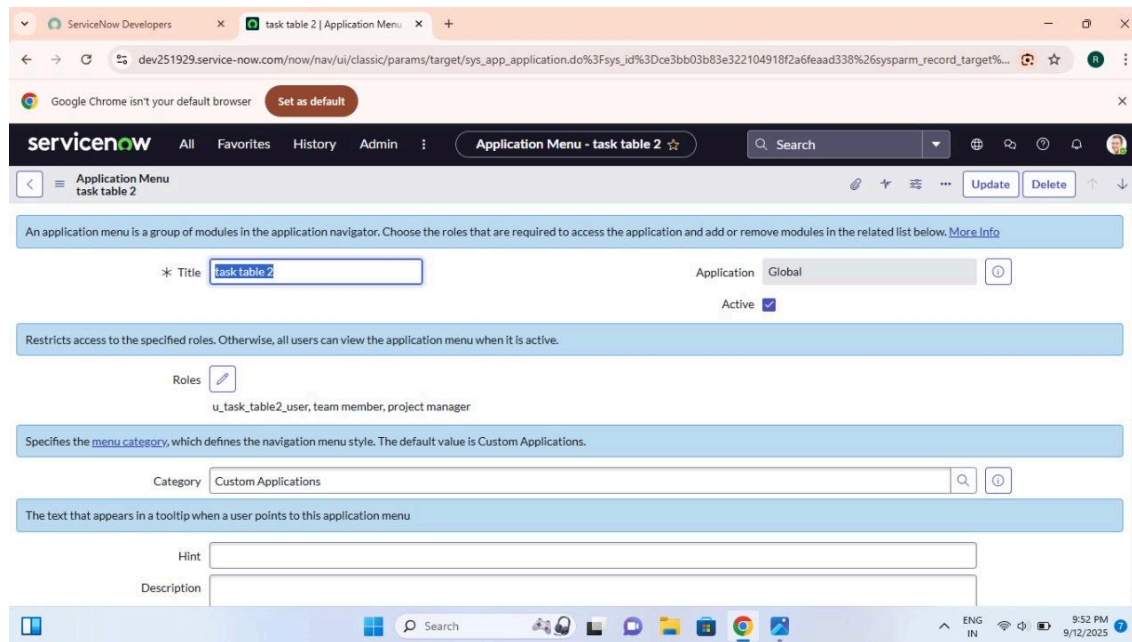 ServiceNow Developers
task table 2 | Application Menu
dev251929.service-now.com/now/nav/ui/classic/params/target/sys_app_application.do%3Fsys_id%3Dce3bb03b83e322104918f2a6feaad338%26sysparm_record_target%...
R
Google Chrome isn't your default browser Set as default
servicenow All Favorites History Admin Application Menu - task table 2 Search
Application Menu
task table 2
Update Delete
An application menu is a group of modules in the application navigator. Choose the roles that are required to access the application and add or remove modules in the related list below. More Info
* Title task table 2 Application Global
Active
Restricts access to the specified roles. Otherwise, all users can view the application menu when it is active.
Roles
u_task_table2_user, team member, project manager
Specifies the menu category, which defines the navigation menu style. The default value is Custom Applications.
Category Custom Applications
The text that appears in a tooltip when a user points to this application menu
Hint
Description
Search
ENG
IN
9:52 PM
9/12/2025
7